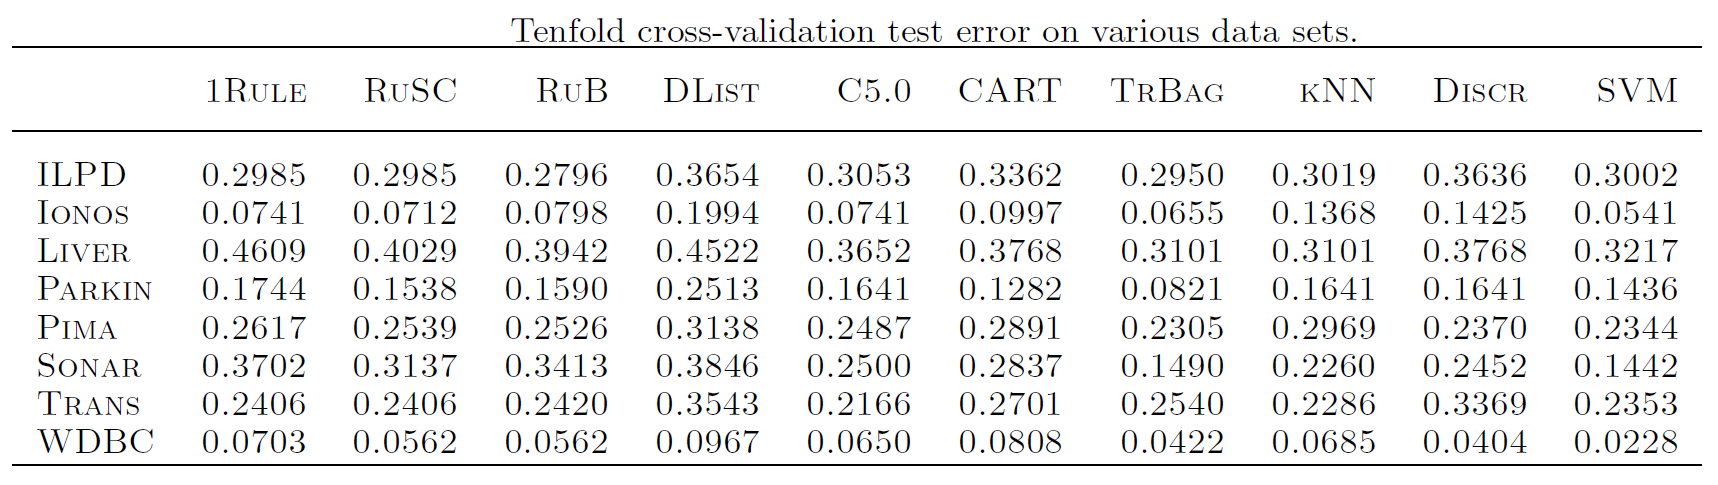 Tenfold cross-validation test error on various data sets.
1Rule RuSC RuB DList C5.0 CART TrBag kNN Discr SVM
ILPD 0.2985 0.2985 0.2796 0.3654 0.3053 0.3362 0.2950 0.3019 0.3636 0.3002
Ionos 0.0741 0.0712 0.0798 0.1994 0.0741 0.0997 0.0655 0.1368 0.1425 0.0541
Liver 0.4609 0.4029 0.3942 0.4522 0.3652 0.3768 0.3101 0.3101 0.3768 0.3217
Parkin 0.1744 0.1538 0.1590 0.2513 0.1641 0.1282 0.0821 0.1641 0.1641 0.1436
Pima 0.2617 0.2539 0.2526 0.3138 0.2487 0.2891 0.2305 0.2969 0.2370 0.2344
Sonar 0.3702 0.3137 0.3413 0.3846 0.2500 0.2837 0.1490 0.2260 0.2452 0.1442
Trans 0.2406 0.2406 0.2420 0.3543 0.2166 0.2701 0.2540 0.2286 0.3369 0.2353
WDBC 0.0703 0.0562 0.0562 0.0967 0.0650 0.0808 0.0422 0.0685 0.0404 0.0228